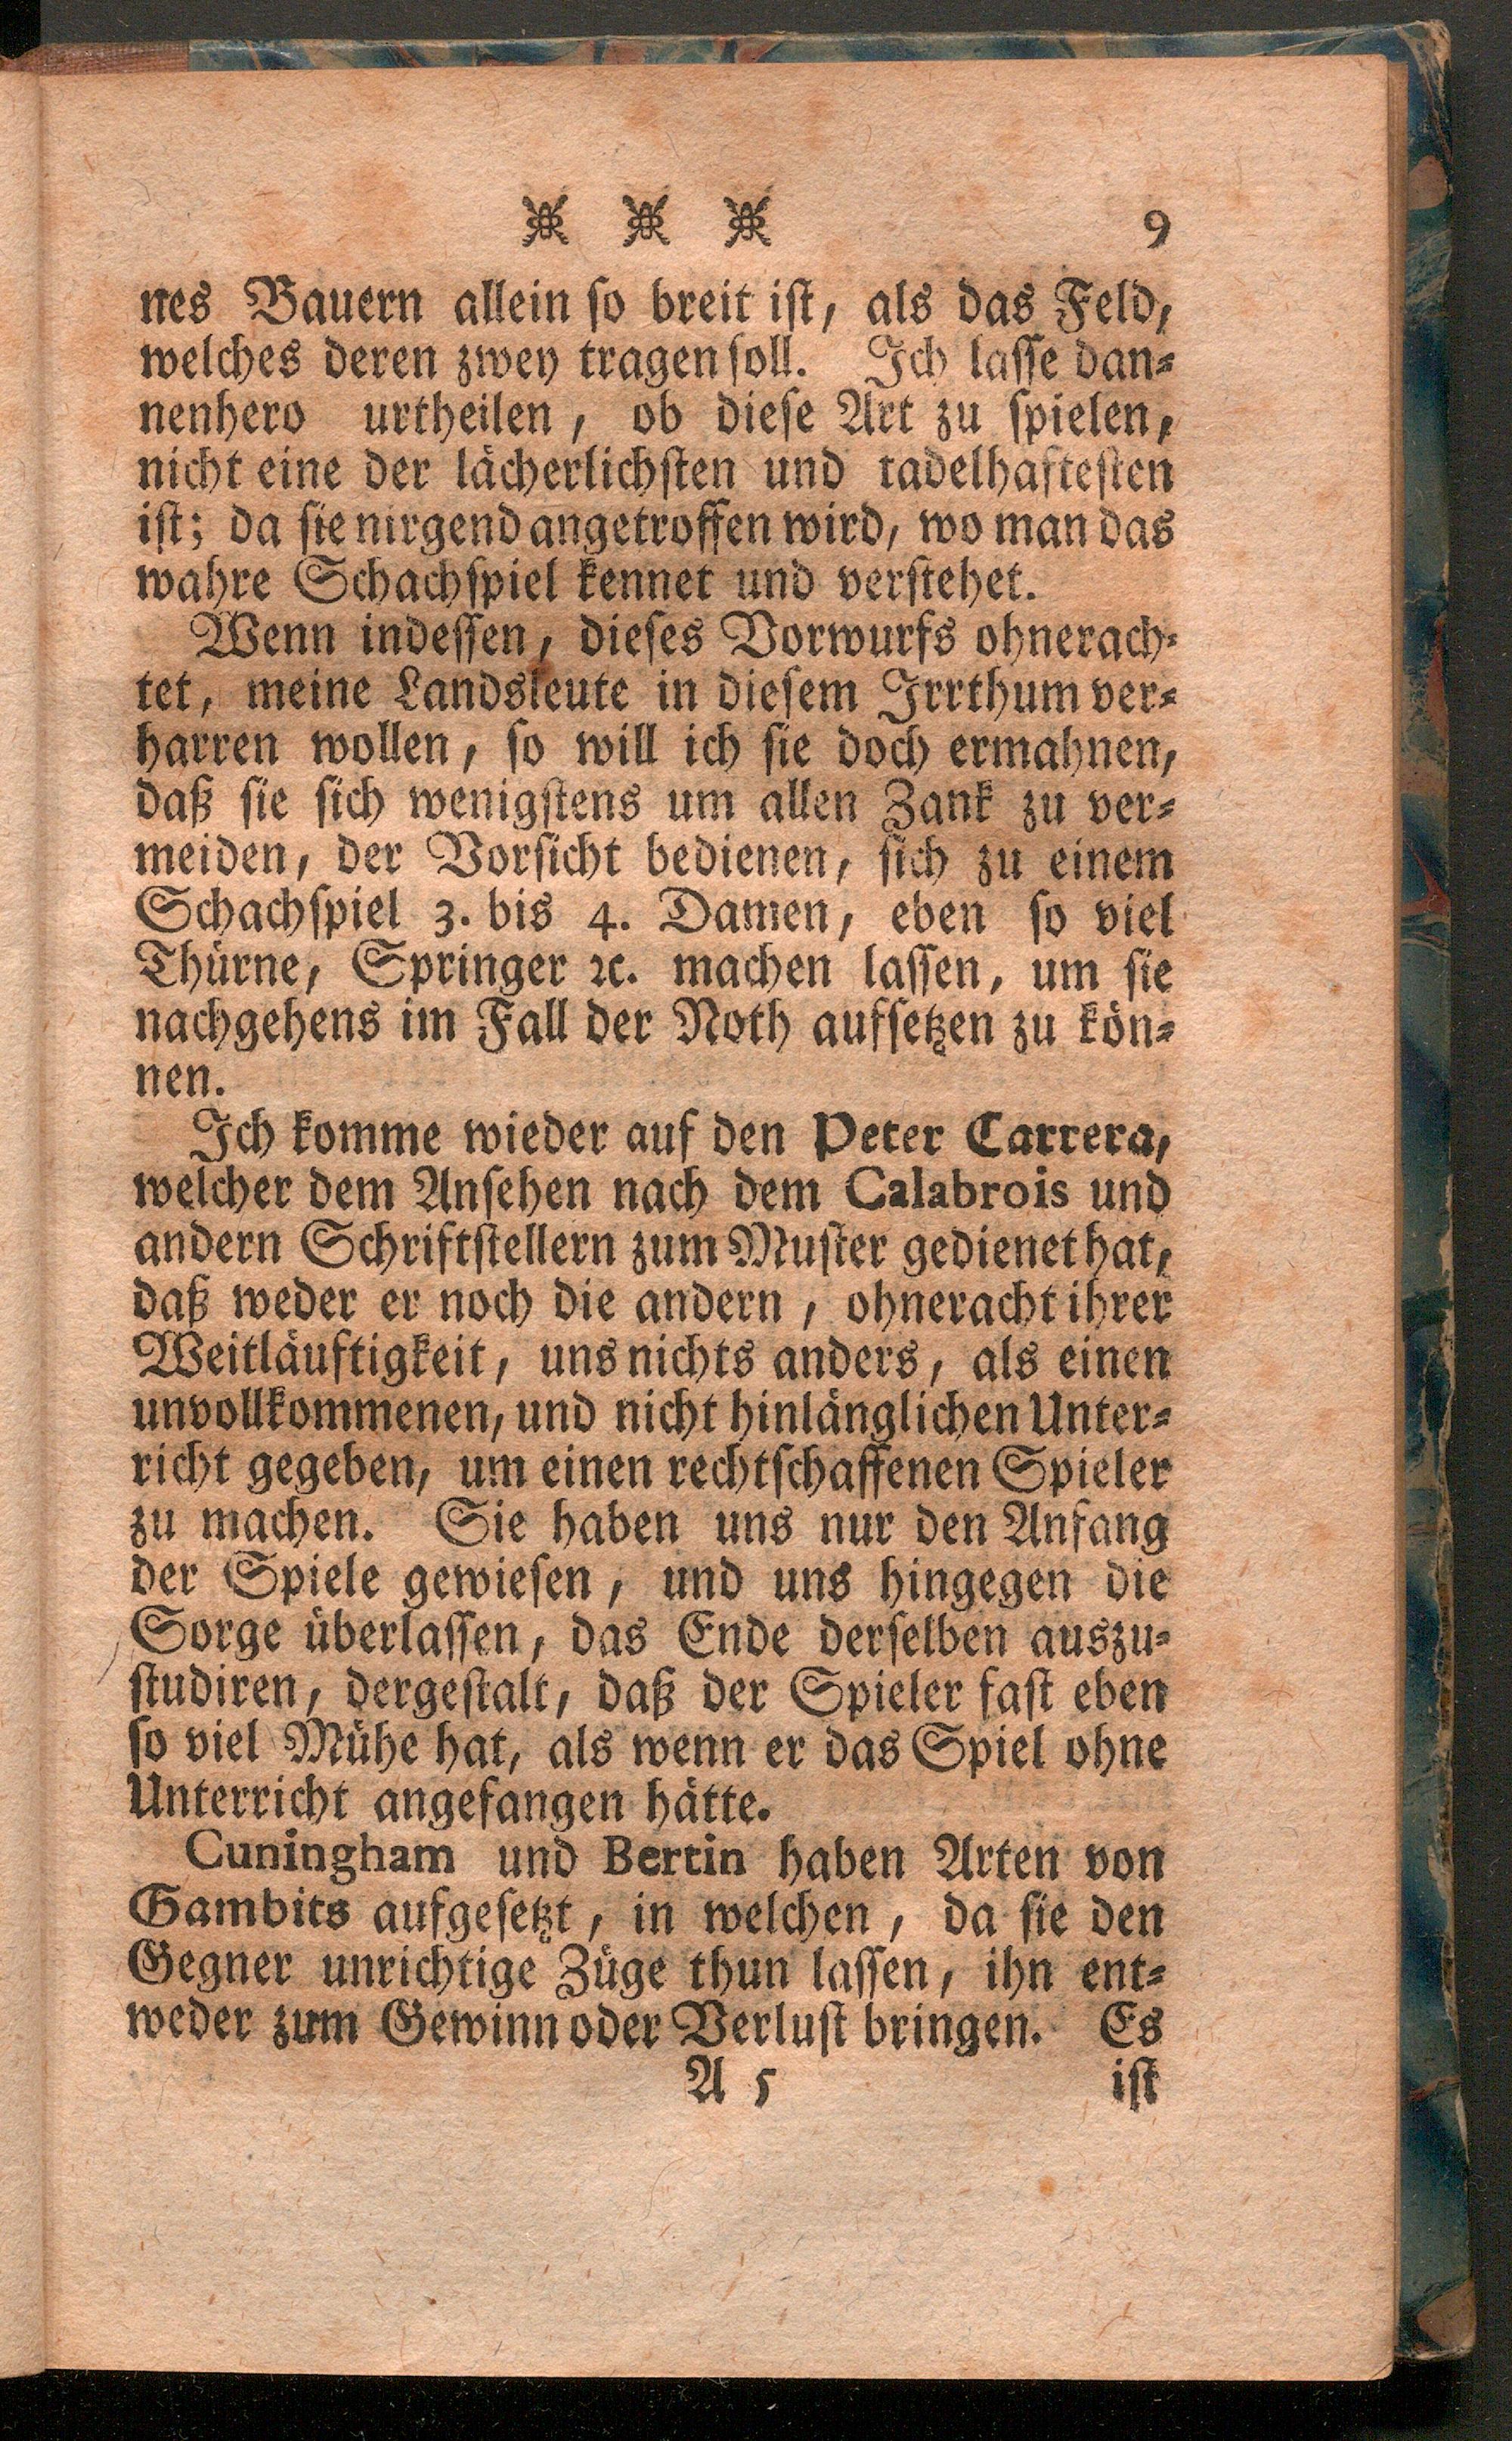 9
nes Bauern allein so breit ist, als das Feld,
welches deren zwey tragen soll. Ich lasse dan-
nenhero urtheilen, ob diese Art zu spielen,
nicht eine der lächerlichsten und tadelhaftesten
ist; da sie nirgend angetroffen wird, wo man das
wahre Schachspiel kennet und verstehet.
Wenn indessen, dieses Vorwurfs ohnerach-
tet, meine Landsleute in diesem Irrthum ver-
harren wollen, so will ich sie doch ermahnen,
daß sie sich wenigstens um allen Zank zu ver-
meiden, der Vorsicht bedienen, sich zu einem
Schachspiel 3. bis 4. Damen, eben so viel
Thürne, Springer ꝛc. machen lassen, um sie
nachgehens im Fall der Noth aufsetzen zu kön-
nen.
Ich komme wieder auf den Peter Carrera,
welcher dem Ansehen nach dem Calabrois und
andern Schriftstellern zum Muster gedienet hat,
daß weder er noch die andern, ohneracht ihrer
Weitläuftigkeit, uns nichts anders, als einen
unvollkommenen, und nicht hinlänglichen Unter-
richt gegeben, um einen rechtschaffenen Spieler
zu machen. Sie haben uns nur den Anfang
der Spiele gewiesen, und uns hingegen die
Sorge überlassen, das Ende derselben auszu-
studiren, dergestalt, daß der Spieler fast eben
so viel Mühe hat, als wenn er das Spiel ohne
Unterricht angefangen hätte.
Cuningham und Bertin haben Arten von
Gambits aufgesetzt, in welchen, da sie den
Gegner unrichtige Züge thun lassen, ihn ent-
weder zum Gewinn oder Verlust bringen. Es
A 5 ist